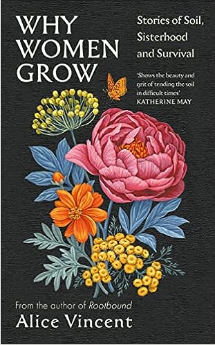 WHY
WOMEN
GROW
Stories of Soil,
Sisterhood
and Survival
'Shows the beauty and
grit of tending the soil
in difficult times'
KATHERINE MAY
From the author of Rootbound
Alice Vincent